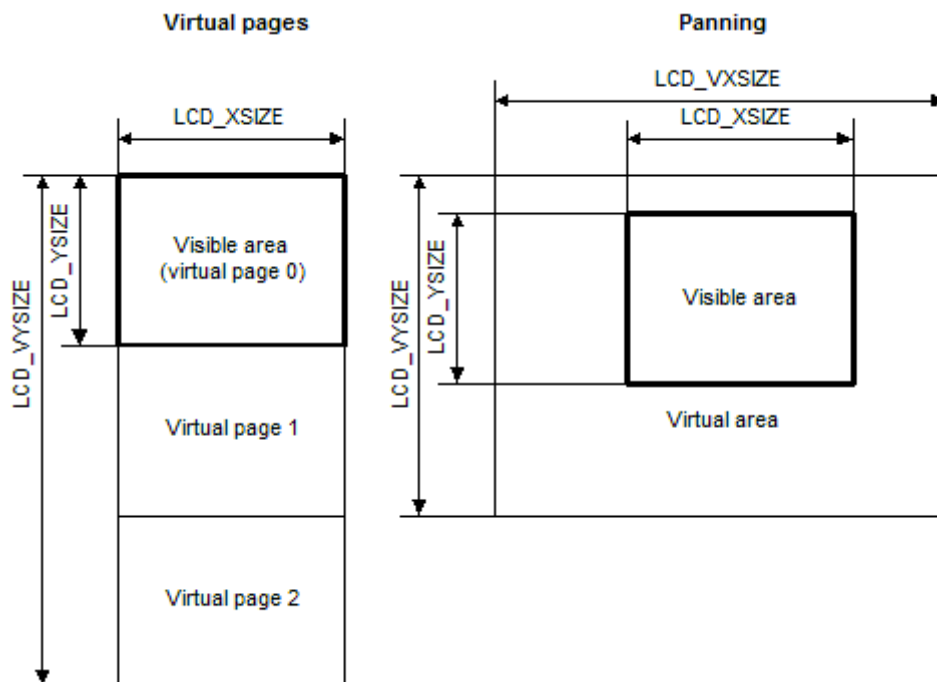 Virtual pages
Panning
LCD_VXSIZE
LCD_XSIZE
LCD_XSIZE
LCD_VYSIZE
LCD_YSIZE
Visible area
(virtual page 0)
LCD_VYSIZE
LCD_YSIZE
Visible area
Virtual area
Virtual page 1
Virtual page 2